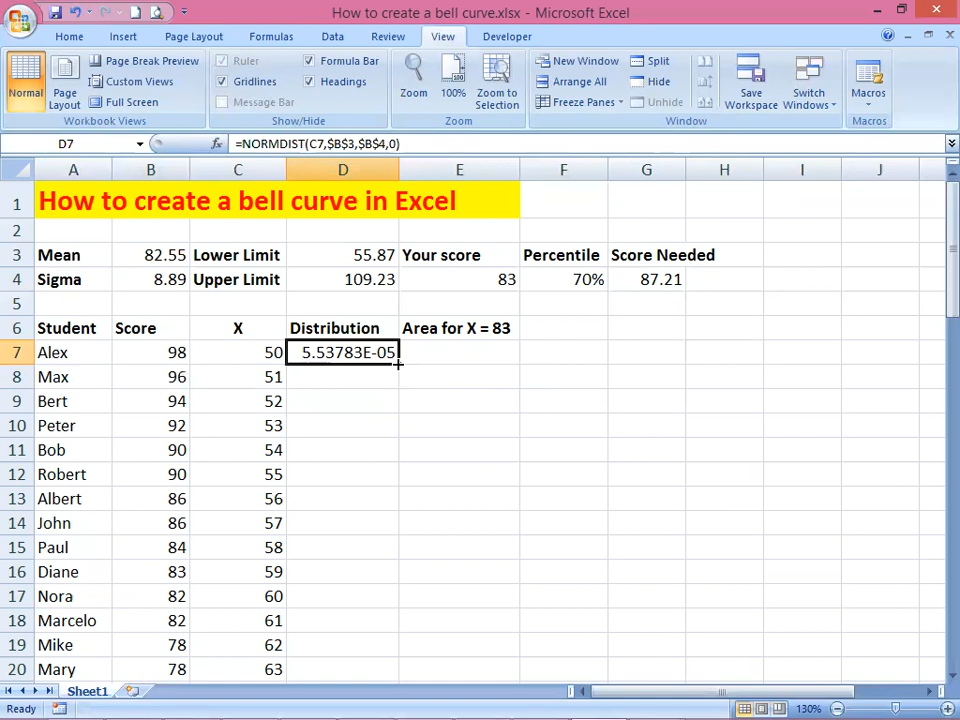 How to create a bell curve.xlsx - Microsoft Excel
Home Insert Page Layout Formulas Data Review View Developer
Normal
Page Layout
Page Break Preview
Custom Views
Full Screen
Workbook Views
Ruler
Gridlines
Message Bar
Formula Bar
Headings
Show/Hide
Zoom
100%
Zoom to Selection
Zoom
New Window
Arrange All
Freeze Panes
Split
Hide
Unhide
Save Workspace
Switch Windows
Window
Macros
Macros
D7 fx =NORMDIST(C7,$B$3,$B$4,0)
A B C D E F G H I J
1 How to create a bell curve in Excel
2
3 Mean 82.55 Lower Limit 55.87 Your score Percentile Score Needed
4 Sigma 8.89 Upper Limit 109.23 83 70% 87.21
5
6 Student Score X Distribution Area for X = 83
7 Alex 98 50 5.53783E-05
8 Max 96 51
9 Bert 94 52
10 Peter 92 53
11 Bob 90 54
12 Robert 90 55
13 Albert 86 56
14 John 86 57
15 Paul 84 58
16 Diane 83 59
17 Nora 82 60
18 Marcelo 82 61
19 Mike 78 62
20 Mary 78 63
Sheet1
Ready 130%